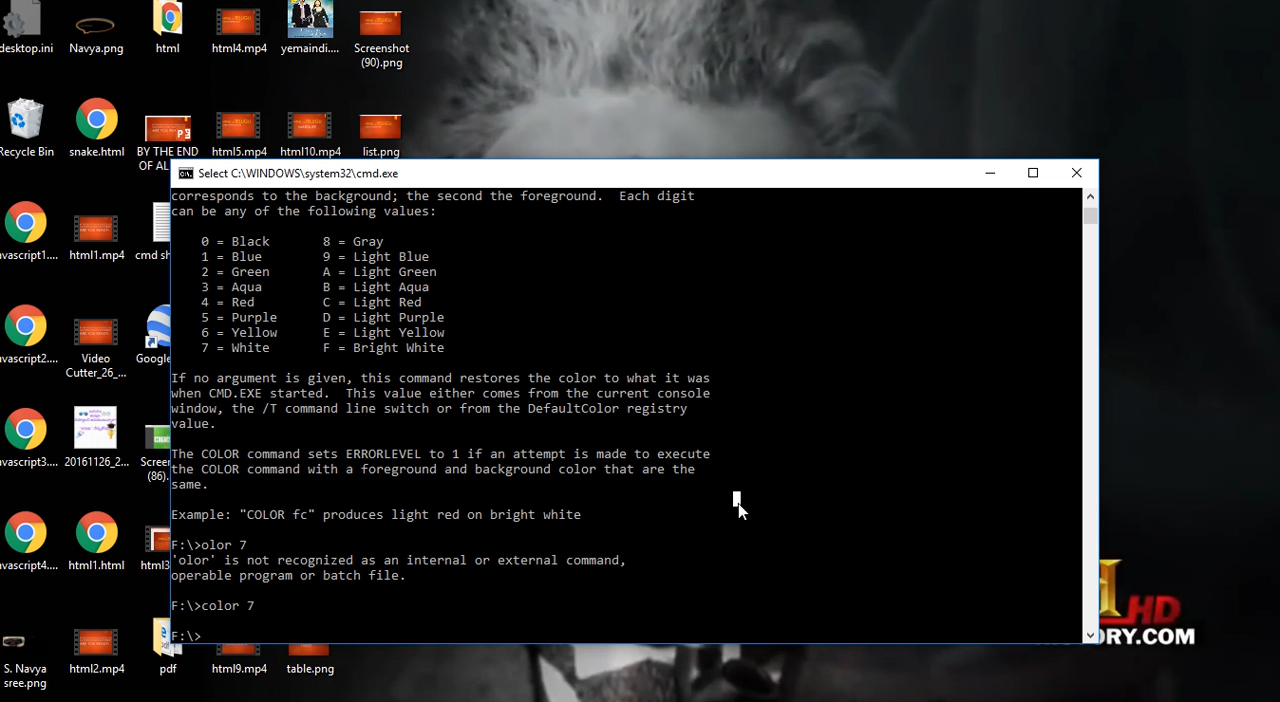 desktop.ini
Navya.png
html
html4.mp4
yemaindi....
Screenshot
(90).png
Recycle Bin
snake.html
BY THE END
OF AL
html5.mp4
html10.mp4
list.png
Select C:\WINDOWS\system32\cmd.exe
corresponds to the background; the second the foreground.  Each digit
can be any of the following values:
0 = Black       8 = Gray
1 = Blue        9 = Light Blue
2 = Green       A = Light Green
3 = Aqua        B = Light Aqua
4 = Red         C = Light Red
5 = Purple      D = Light Purple
6 = Yellow      E = Light Yellow
7 = White       F = Bright White
If no argument is given, this command restores the color to what it was
when CMD.EXE started.  This value either comes from the current console
window, the /T command line switch or from the DefaultColor registry
value.
The COLOR command sets ERRORLEVEL to 1 if an attempt is made to execute
the COLOR command with a foreground and background color that are the
same.
Example: "COLOR fc" produces light red on bright white
F:\>olor 7
'olor' is not recognized as an internal or external command,
operable program or batch file.
F:\>color 7
F:\>
avascript1....
html1.mp4
cmd sh
avascript2....
Video
Cutter_26_...
Google
avascript3....
20161126_2...
Screen
(86).
avascript4....
html1.html
html3
S. Navya
sree.png
html2.mp4
pdf
html9.mp4
table.png
HD
ORY.COM